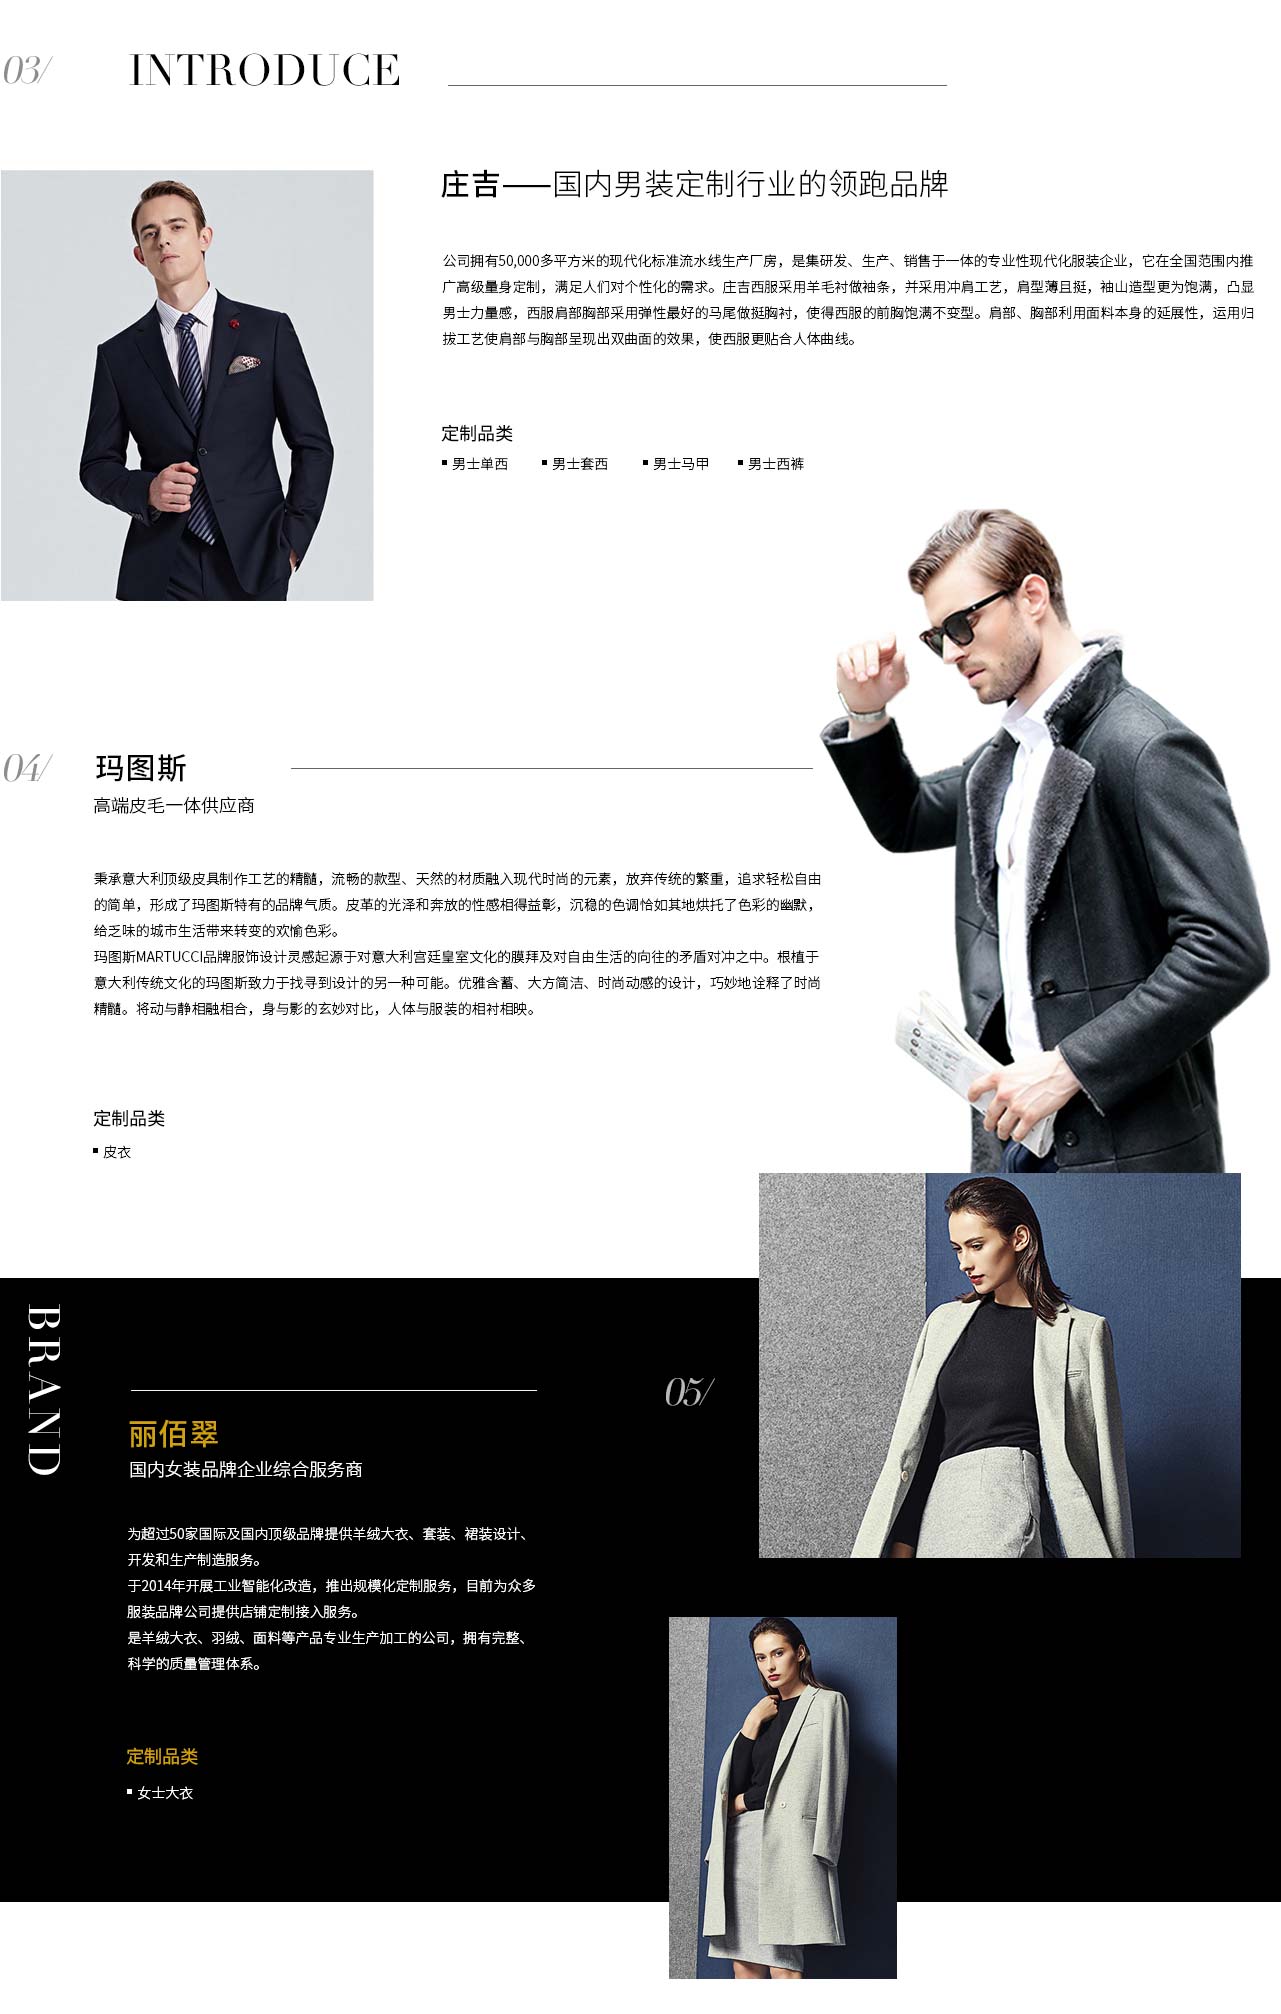 03/
INTRODUCE
庄吉——国内男装定制行业的领跑品牌
公司拥有50,000多平方米的现代化标准流水线生产厂房，是集研发、生产、销售于一体的专业性现代化服装企业，它在全国范围内推
广高级量身定制，满足人们对个性化的需求。庄吉西服采用羊毛衬做袖条，并采用冲肩工艺，肩型薄且挺，袖山造型更为饱满，凸显
男士力量感，西服肩部胸部采用弹性最好的马尾做挺胸衬，使得西服的前胸饱满不变型。肩部、胸部利用面料本身的延展性，运用归
拔工艺使肩部与胸部呈现出双曲面的效果，使西服更贴合人体曲线。
定制品类
▪ 男士单西 ▪ 男士套西 ▪ 男士马甲 ▪ 男士西裤
04/
玛图斯
高端皮毛一体供应商
秉承意大利顶级皮具制作工艺的精髓，流畅的款型、天然的材质融入现代时尚的元素，放弃传统的繁重，追求轻松自由
的简单，形成了玛图斯特有的品牌气质。皮革的光泽和奔放的性感相得益彰，沉稳的色调恰如其地烘托了色彩的幽默，
给乏味的城市生活带来转变的欢愉色彩。
玛图斯MARTUCCI品牌服饰设计灵感起源于对意大利宫廷皇室文化的膜拜及对自由生活的向往的矛盾对冲之中。根植于
意大利传统文化的玛图斯致力于找寻到设计的另一种可能。优雅含蓄、大方简洁、时尚动感的设计，巧妙地诠释了时尚
精髓。将动与静相融相合，身与影的玄妙对比，人体与服装的相衬相映。
定制品类
▪ 皮衣
BRAND
05/
丽佰翠
国内女装品牌企业综合服务商
为超过50家国际及国内顶级品牌提供羊绒大衣、套装、裙装设计、
开发和生产制造服务。
于2014年开展工业智能化改造，推出规模化定制服务，目前为众多
服装品牌公司提供店铺定制接入服务。
是羊绒大衣、羽绒、面料等产品专业生产加工的公司，拥有完整、
科学的质量管理体系。
定制品类
▪ 女士大衣